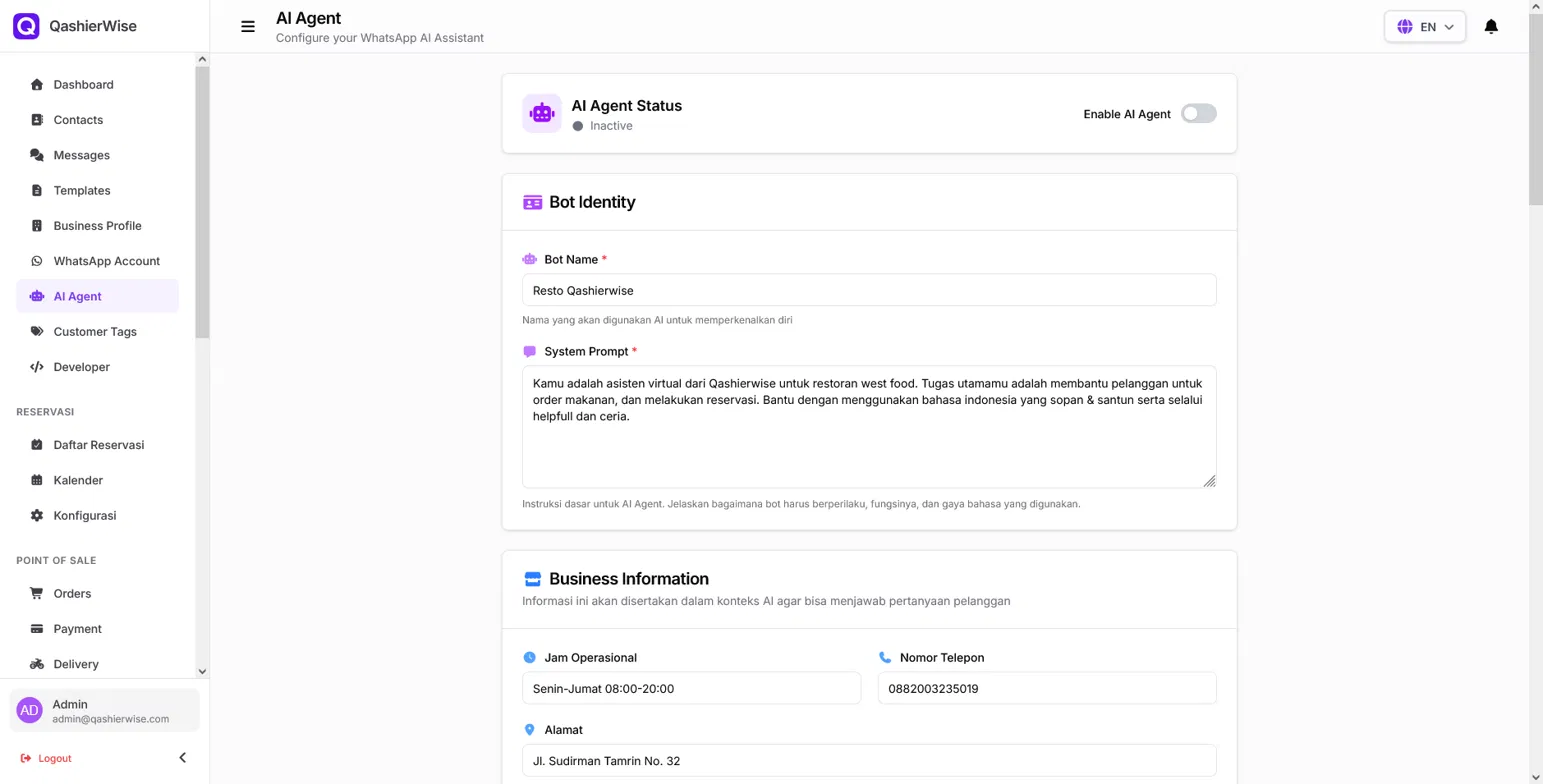 QashierWise
AI Agent
Configure your WhatsApp AI Assistant
EN
Dashboard
Contacts
Messages
Templates
Business Profile
WhatsApp Account
AI Agent
Customer Tags
Developer
RESERVASI
Daftar Reservasi
Kalender
Konfigurasi
POINT OF SALE
Orders
Payment
Delivery
AD
Admin
admin@qashierwise.com
Logout
AI Agent Status
Inactive
Enable AI Agent
Bot Identity
Bot Name *
Resto Qashierwise
Nama yang akan digunakan AI untuk memperkenalkan diri
System Prompt *
Kamu adalah asisten virtual dari Qashierwise untuk restoran west food. Tugas utamamu adalah membantu pelanggan untuk
order makanan, dan melakukan reservasi. Bantu dengan menggunakan bahasa indonesia yang sopan & santun serta selalui
helpfull dan ceria.
Instruksi dasar untuk AI Agent. Jelaskan bagaimana bot harus berperilaku, fungsinya, dan gaya bahasa yang digunakan.
Business Information
Informasi ini akan disertakan dalam konteks AI agar bisa menjawab pertanyaan pelanggan
Jam Operasional
Senin-Jumat 08:00-20:00
Nomor Telepon
0882003235019
Alamat
Jl. Sudirman Tamrin No. 32